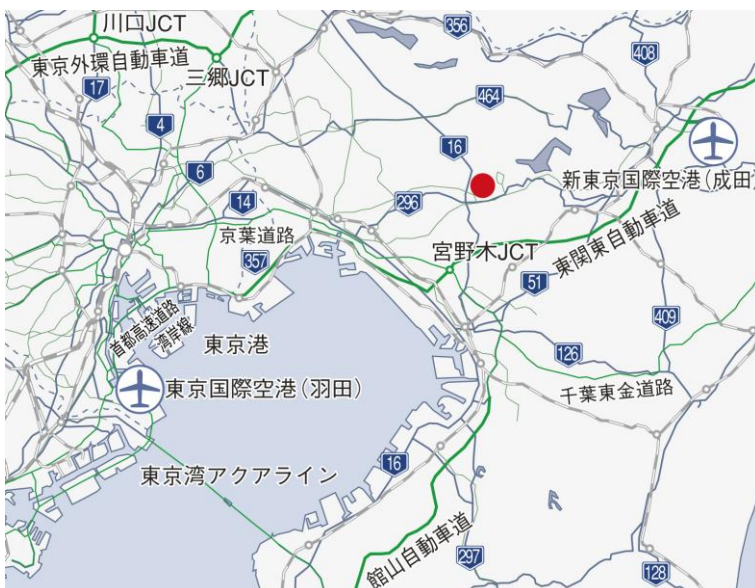 川口JCT
東京外環自動車道
三郷JCT
356
408
17
4
464
16
6
新東京国際空港(成田)
14
296
京葉道路
357
宮野木JCT
東関東自動車道
51
首都高速道路
湾岸線
東京港
409
126
東京国際空港(羽田)
千葉東金道路
東京湾アクアライン
16
館山自動車道
297
128